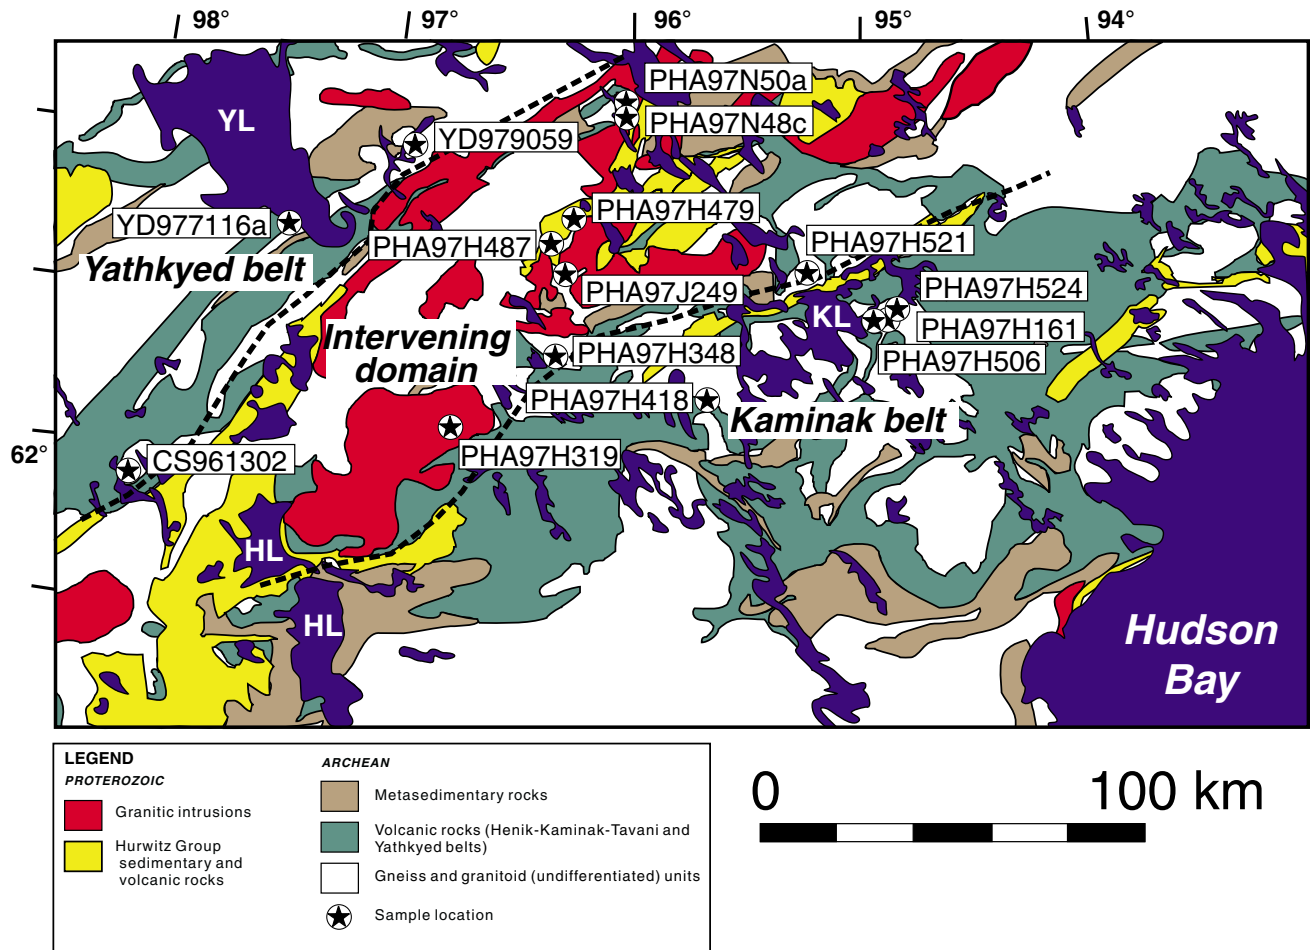 98°
97°
96°
95°
94°
PHA97N50a
YL
PHA97N48c
YD979059
PHA97H479
YD977116a
PHA97H487
PHA97H521
Yathkyed belt
PHA97J249
PHA97H524
KL
Intervening
domain
PHA97H161
PHA97H348
PHA97H506
PHA97H418
Kaminak belt
62°
CS961302
PHA97H319
HL
HL
Hudson
Bay
LEGEND
PROTEROZOIC
Granitic intrusions
Hurwitz Group
sedimentary and
volcanic rocks
ARCHEAN
Metasedimentary rocks
Volcanic rocks (Henik-Kaminak-Tavani and
Yathkyed belts)
Gneiss and granitoid (undifferentiated) units
Sample location
0
100 km